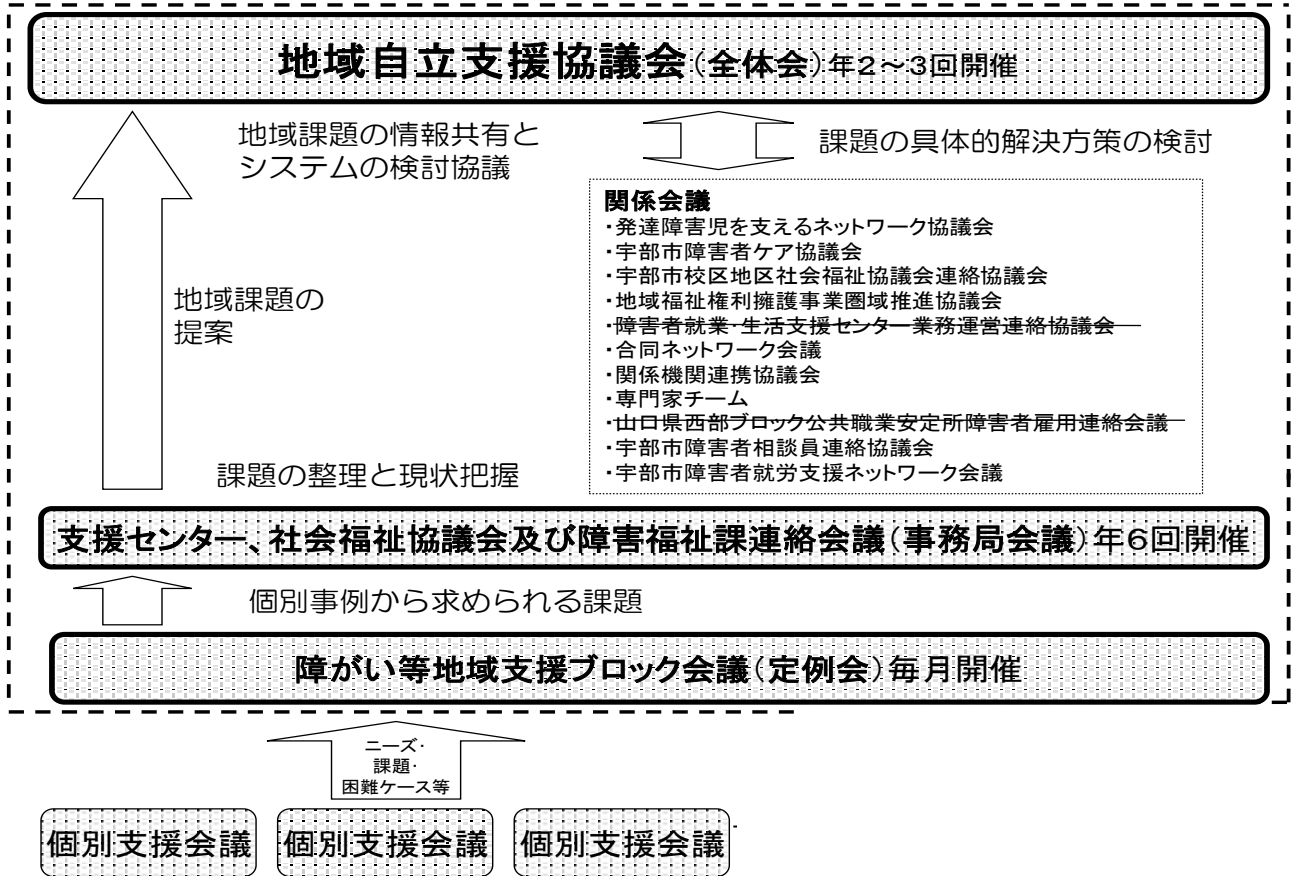 地域自立支援協議会(全体会)年2～3回開催
地域課題の情報共有と
システムの検討協議
課題の具体的解決方策の検討
関係会議
・発達障害児を支えるネットワーク協議会
・宇部市障害者ケア協議会
・宇部市校区地区社会福祉協議会連絡協議会
・地域福祉権利擁護事業圏域推進協議会
・障害者就業・生活支援センター業務運営連絡協議会
・合同ネットワーク会議
・関係機関連携協議会
・専門家チーム
・山口県西部ブロック公共職業安定所障害者雇用連絡会議
・宇部市障害者相談員連絡協議会
・宇部市障害者就労支援ネットワーク会議
地域課題の
提案
課題の整理と現状把握
支援センター、社会福祉協議会及び障害福祉課連絡会議(事務局会議)年6回開催
個別事例から求められる課題
障がい等地域支援ブロック会議(定例会)毎月開催
ニーズ・
課題・
困難ケース等
個別支援会議
個別支援会議
個別支援会議